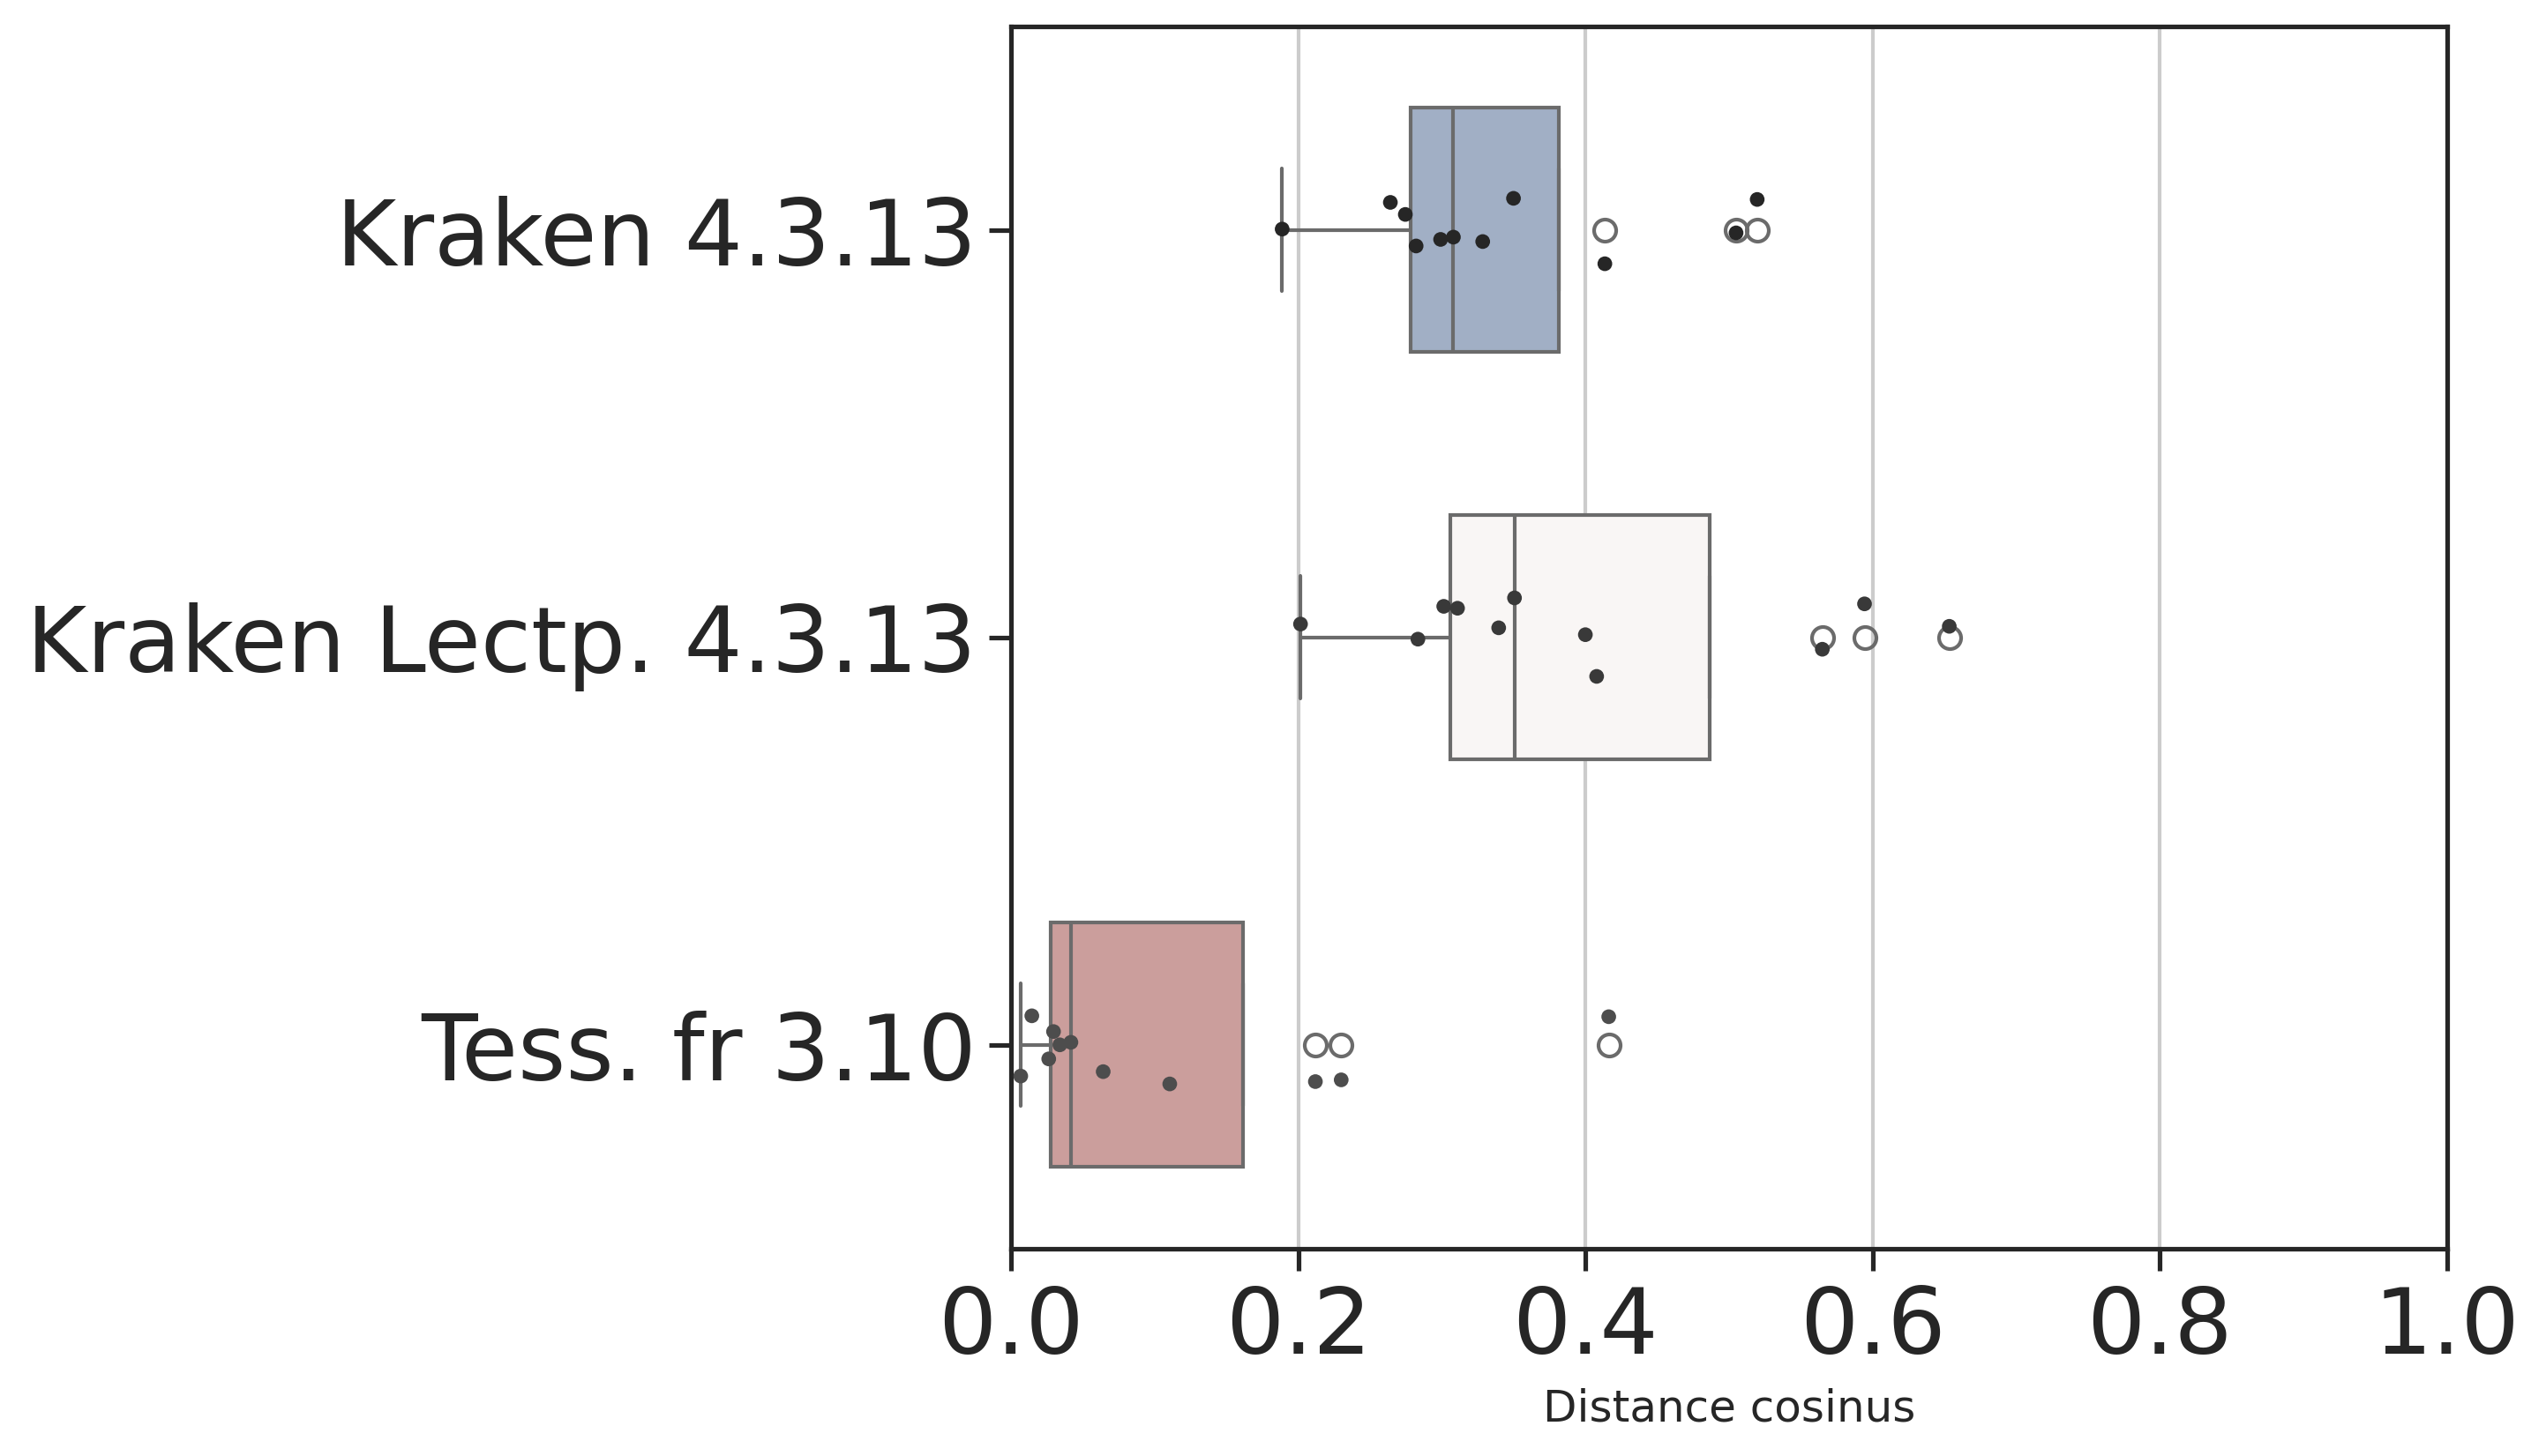 Kraken 4.3.13
Kraken Lectp. 4.3.13
Tess. fr 3.10
0.0 0.2 0.4 0.6 0.8 1.0
Distance cosinus